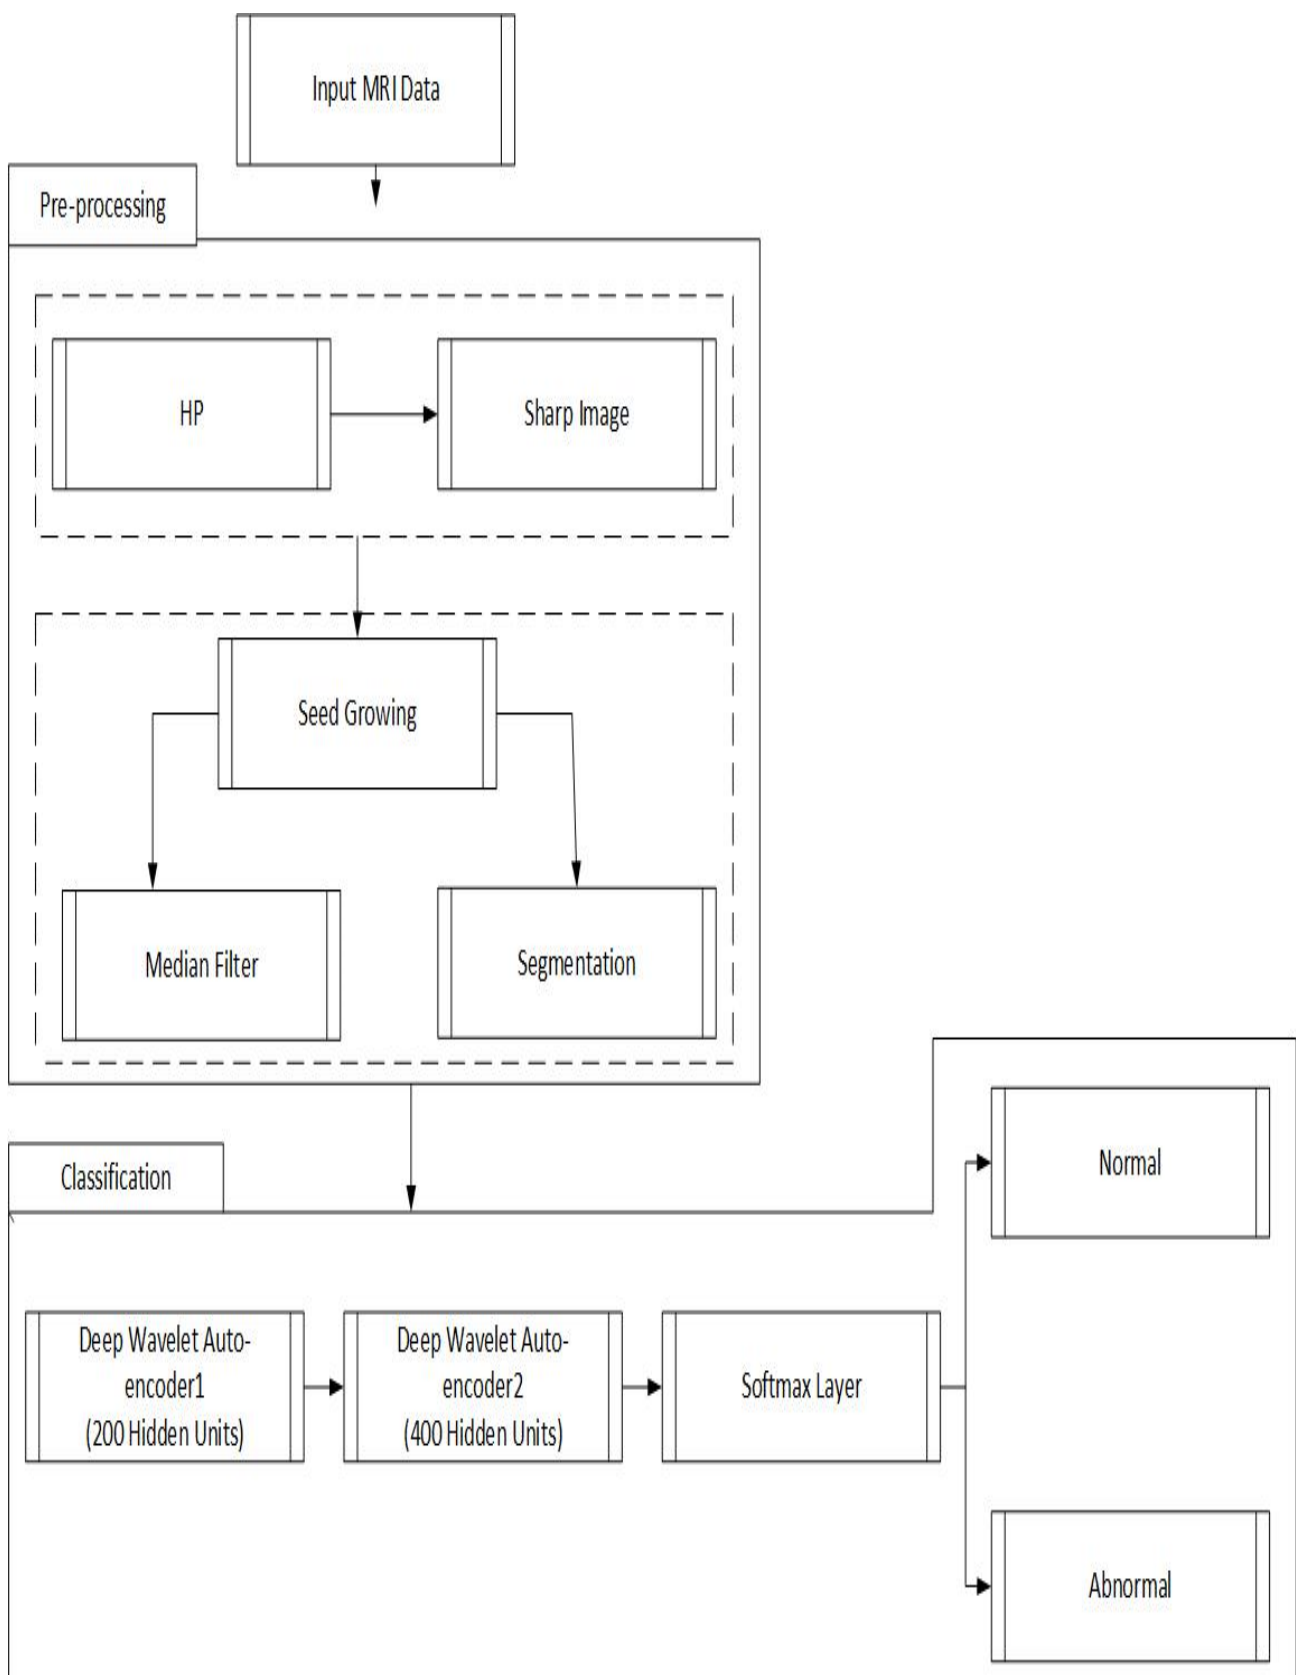 Input MRI Data
Pre-processing
HP
Sharp Image
Seed Growing
Median Filter
Segmentation
Classification
Normal
Deep Wavelet Auto-
encoder1
(200 Hidden Units)
Deep Wavelet Auto-
encoder2
(400 Hidden Units)
Softmax Layer
Abnormal